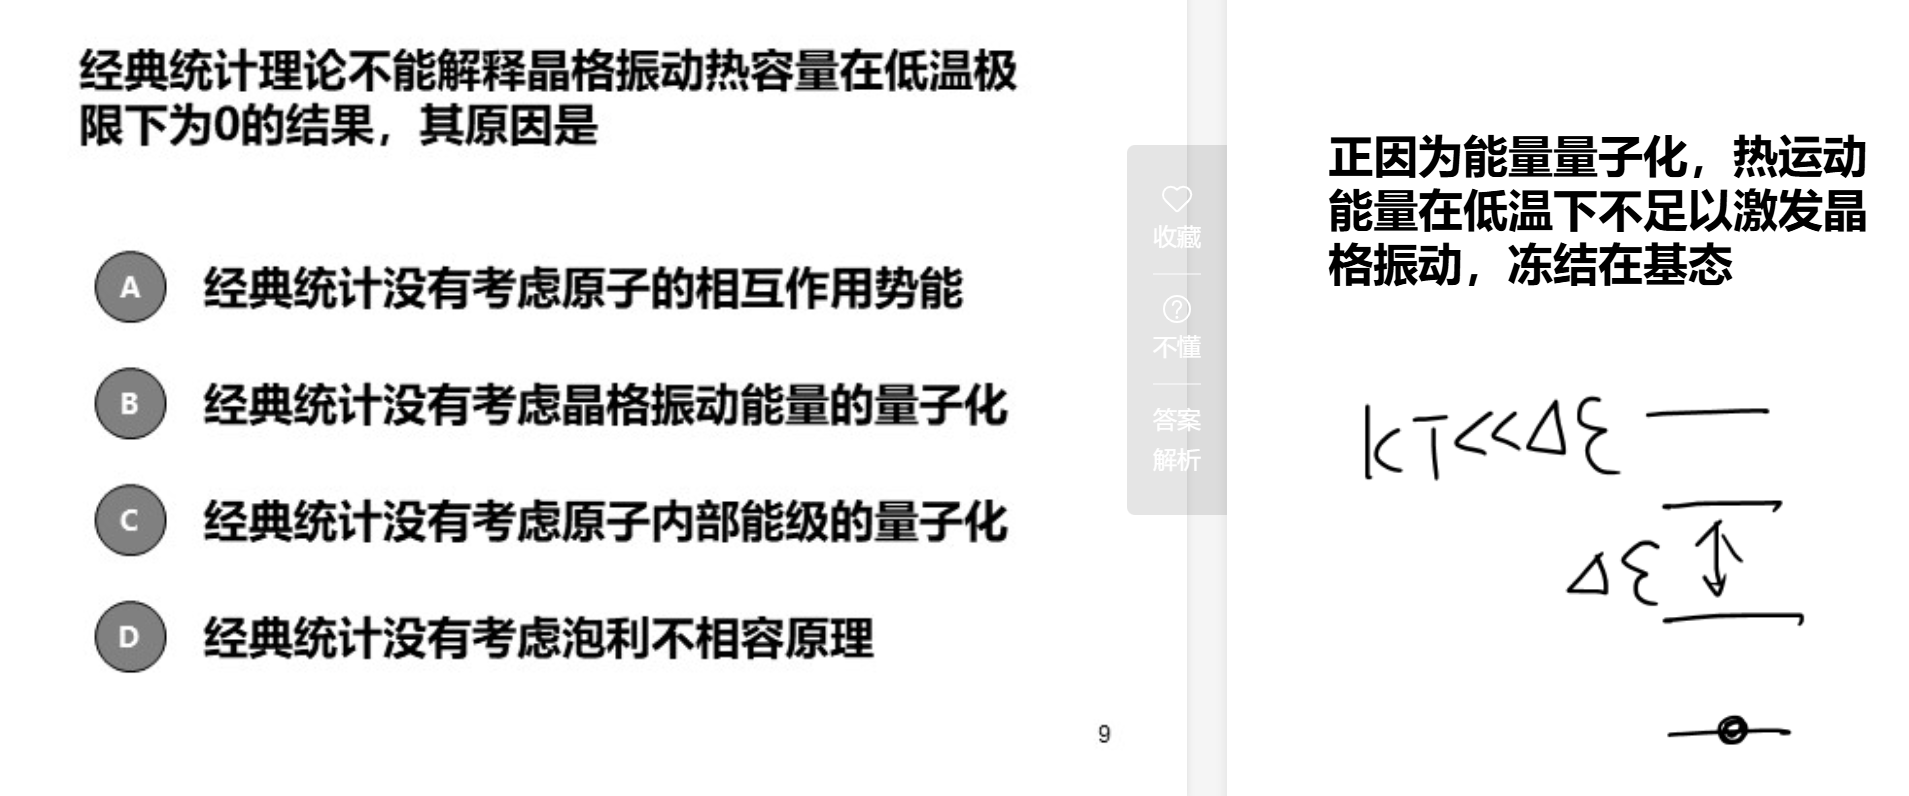 经典统计理论不能解释晶格振动热容量在低温极
限下为0的结果，其原因是
A 经典统计没有考虑原子的相互作用势能
B 经典统计没有考虑晶格振动能量的量子化
C 经典统计没有考虑原子内部能级的量子化
D 经典统计没有考虑泡利不相容原理
9
收藏
不懂
答案
解析
正因为能量量子化，热运动
能量在低温下不足以激发晶
格振动，冻结在基态
KT<<Δε
Δε